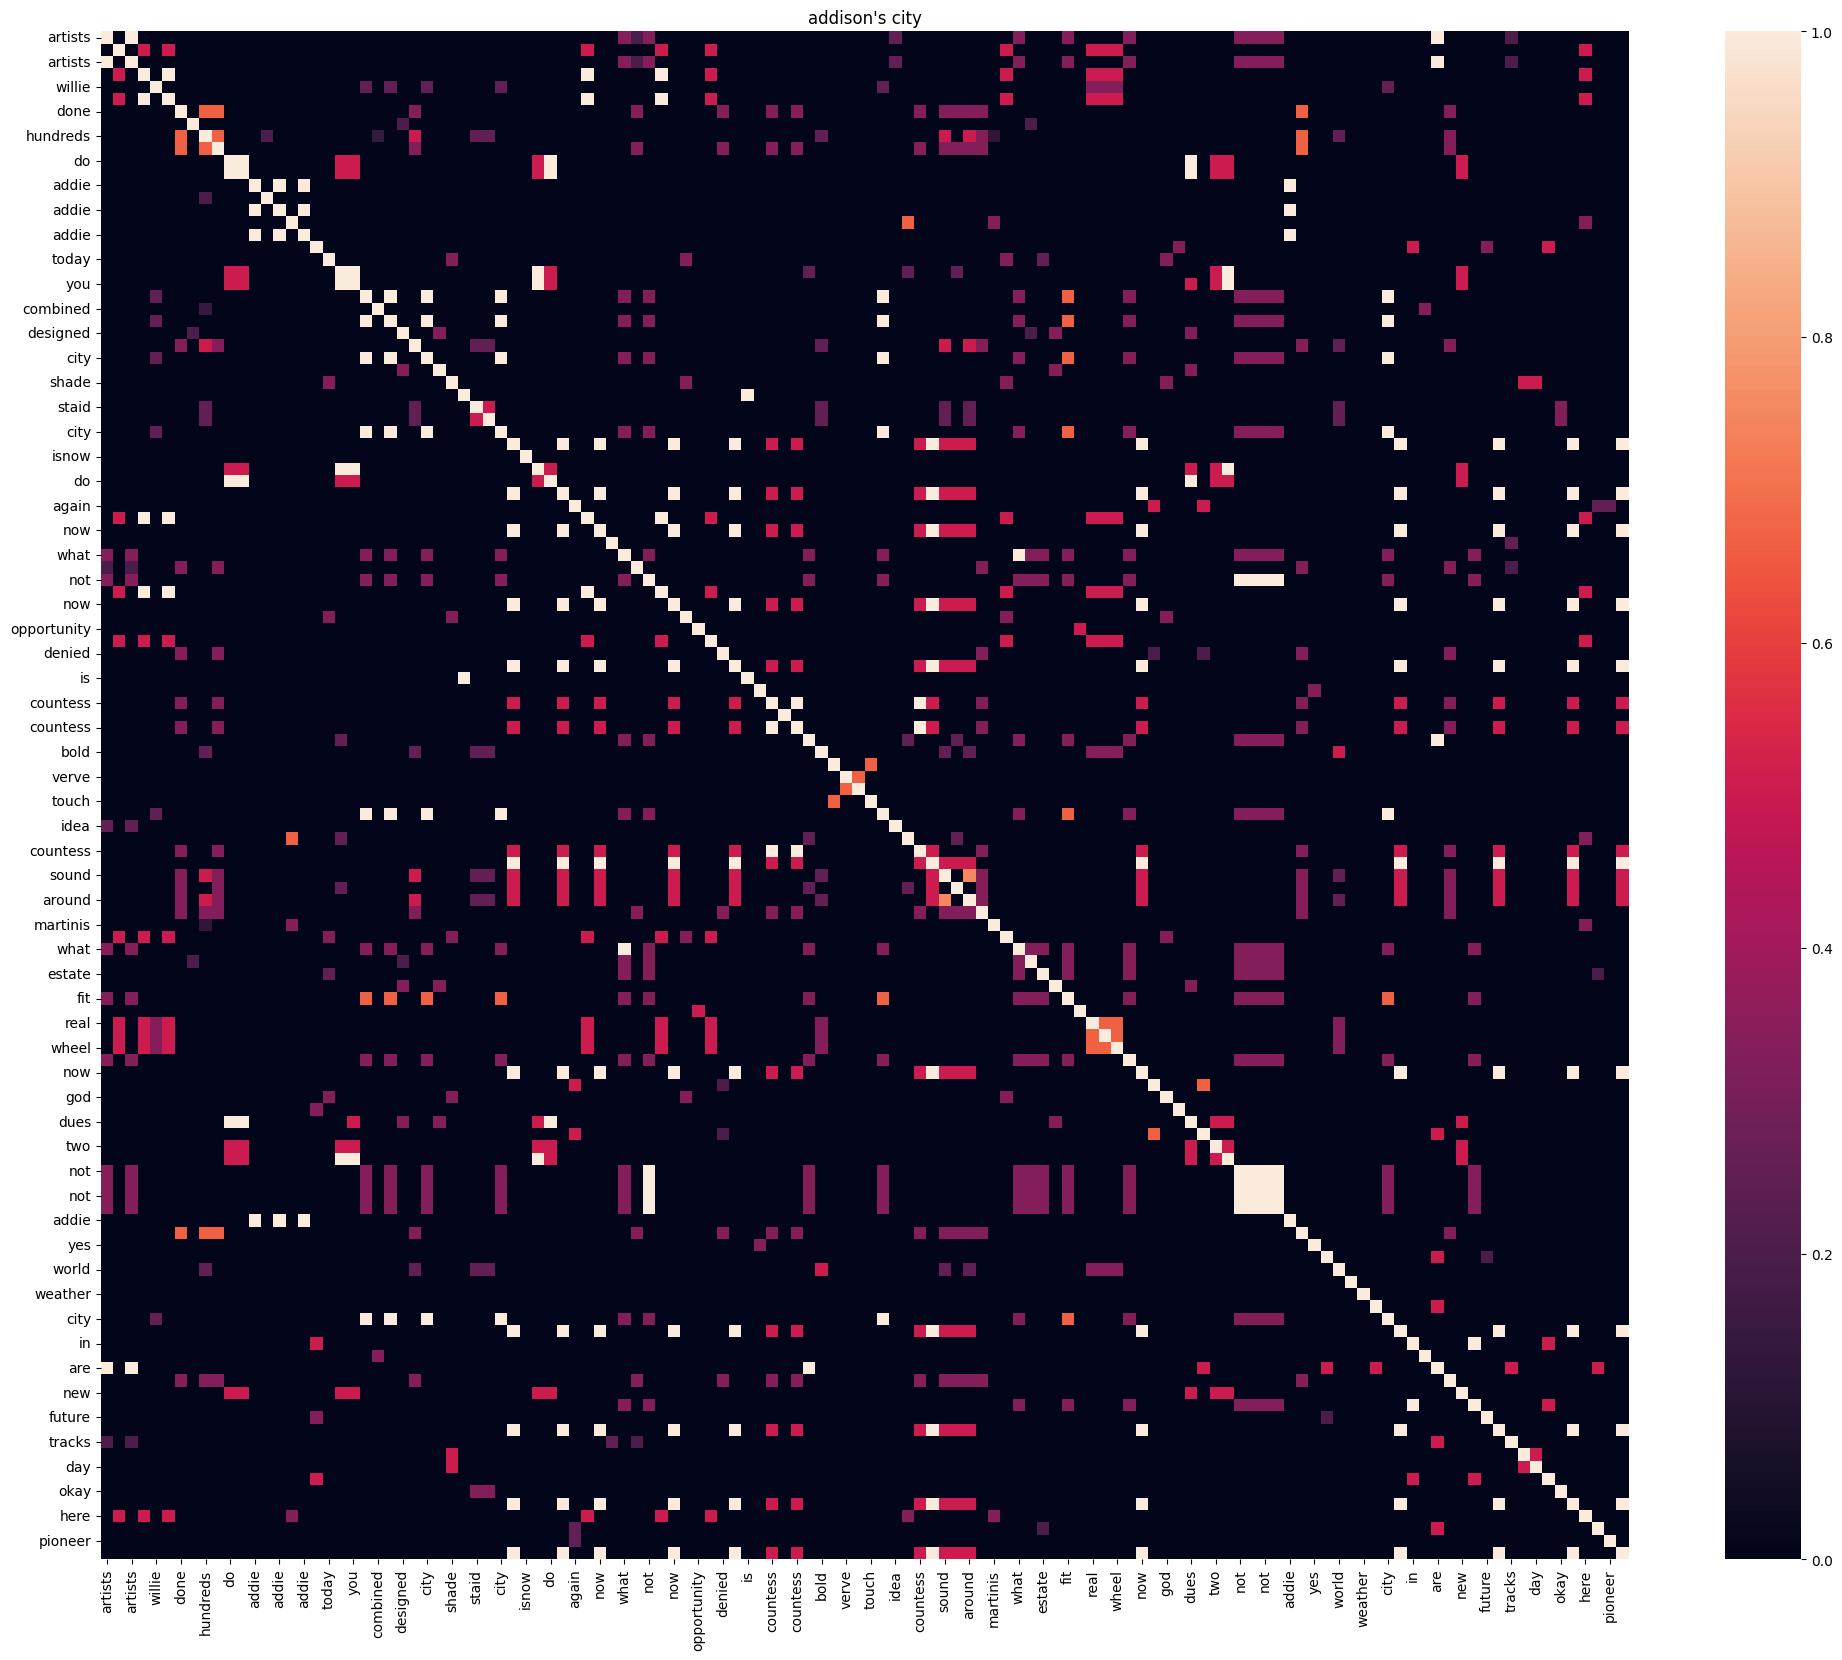 addison's city
artists
artists
willie
done
hundreds
do
addie
addie
addie
today
you
combined
designed
city
shade
staid
city
isnow
do
again
now
what
not
now
opportunity
denied
is
countess
countess
bold
verve
touch
idea
countess
sound
around
martinis
what
estate
fit
real
wheel
now
god
dues
two
not
not
addie
yes
world
weather
city
in
are
new
future
tracks
day
okay
here
pioneer
1.0
0.8
0.6
0.4
0.2
0.0
artists
artists
willie
done
hundreds
do
addie
addie
addie
today
you
combined
designed
city
shade
staid
city
isnow
do
again
now
what
not
now
opportunity
denied
is
countess
countess
bold
verve
touch
idea
countess
sound
around
martinis
what
estate
fit
real
wheel
now
god
dues
two
not
not
addie
yes
world
weather
city
in
are
new
future
tracks
day
okay
here
pioneer